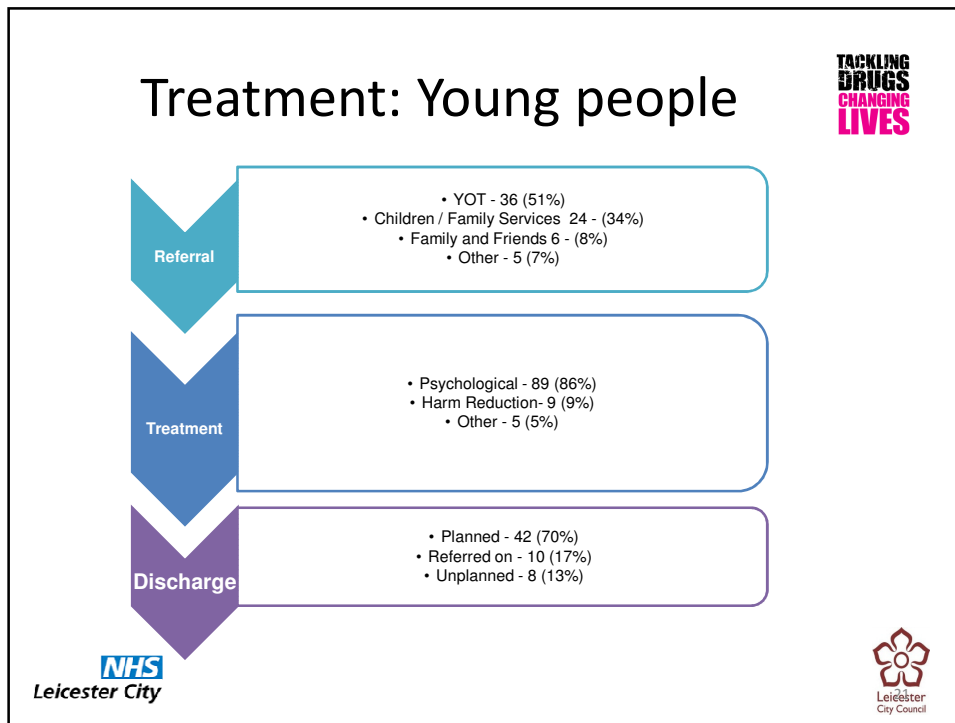 Treatment: Young people
TACKLING
DRUGS
CHANGING
LIVES
Referral
• YOT - 36 (51%)
• Children / Family Services  24 - (34%)
• Family and Friends 6 - (8%)
• Other - 5 (7%)
Treatment
• Psychological - 89 (86%)
• Harm Reduction- 9 (9%)
• Other - 5 (5%)
Discharge
• Planned - 42 (70%)
• Referred on - 10 (17%)
• Unplanned - 8 (13%)
NHS
Leicester City
21
Leicester
City Council